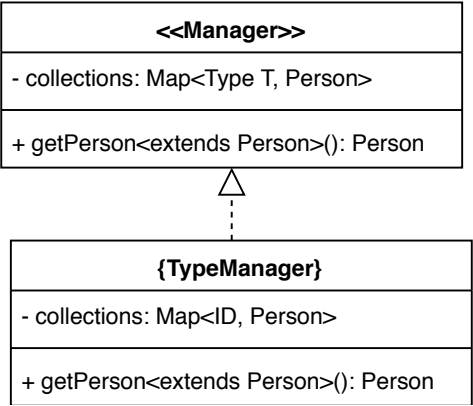 <<Manager>>
- collections: Map<Type T, Person>
+ getPerson<extends Person>(): Person
{TypeManager}
- collections: Map<ID, Person>
+ getPerson<extends Person>(): Person